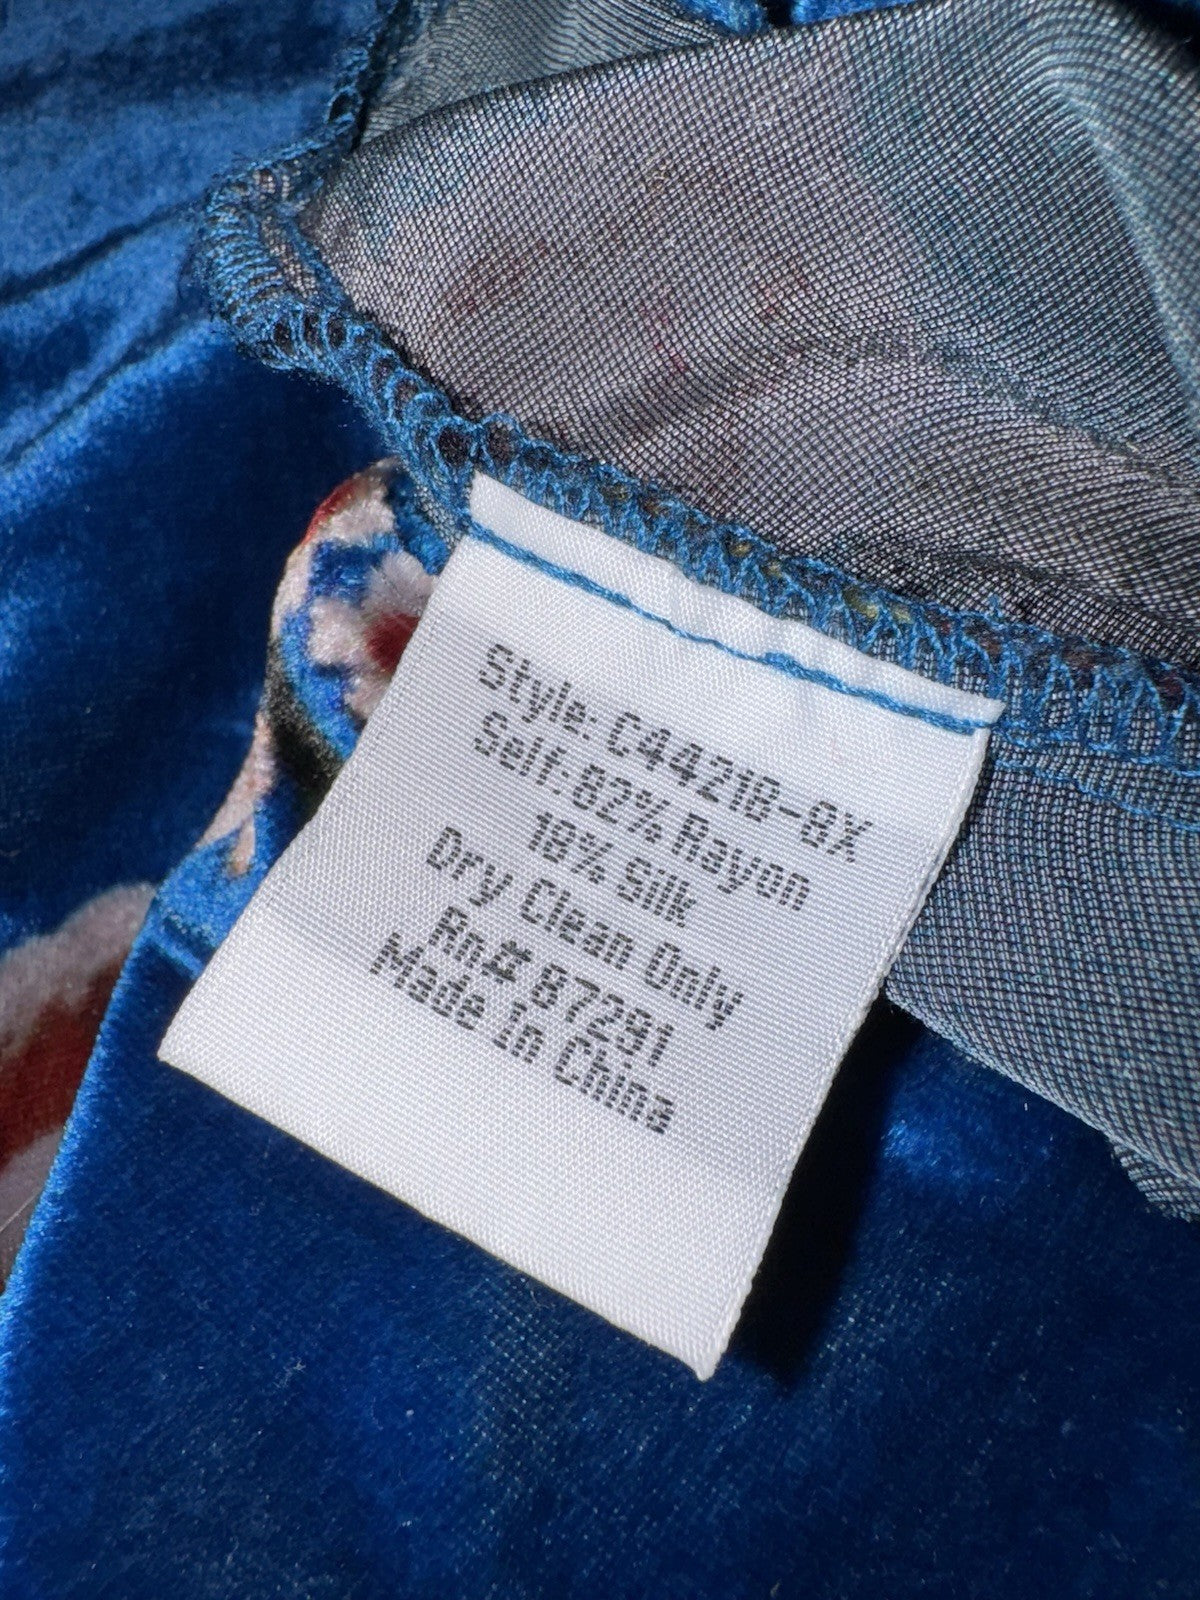 Style: C44218-8X
Self: 82% Rayon
18% Silk
Dry Clean Only
Rn# 87291
Made In China